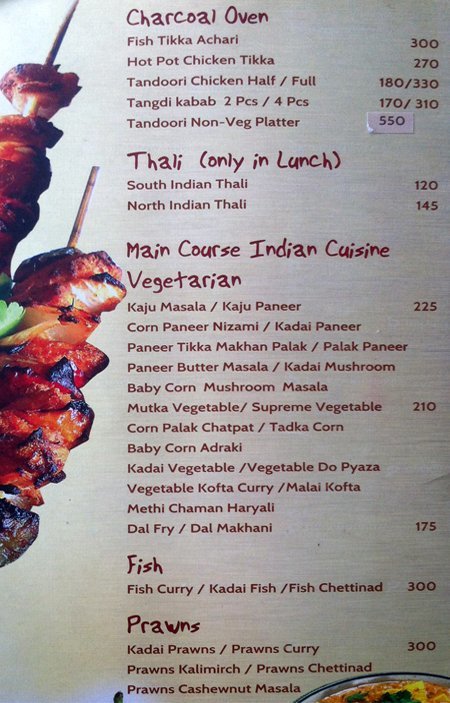 Charcoal Oven
Fish Tikka Achari 300
Hot Pot Chicken Tikka 270
Tandoori Chicken Half / Full 180/330
Tangdi kabab 2 Pcs / 4 Pcs 170/ 310
Tandoori Non-Veg Platter 550
Thali (only in Lunch)
South Indian Thali 120
North Indian Thali 145
Main Course Indian Cuisine
Vegetarian
Kaju Masala / Kaju Paneer 225
Corn Paneer Nizami / Kadai Paneer
Paneer Tikka Makhan Palak / Palak Paneer
Paneer Butter Masala / Kadai Mushroom
Baby Corn Mushroom Masala
Mutka Vegetable/ Supreme Vegetable 210
Corn Palak Chatpat / Tadka Corn
Baby Corn Adraki
Kadai Vegetable /Vegetable Do Pyaza
Vegetable Kofta Curry /Malai Kofta
Methi Chaman Haryali
Dal Fry / Dal Makhani 175
Fish
Fish Curry / Kadai Fish /Fish Chettinad 300
Prawns
Kadai Prawns / Prawns Curry 300
Prawns Kalimirch / Prawns Chettinad
Prawns Cashewnut Masala